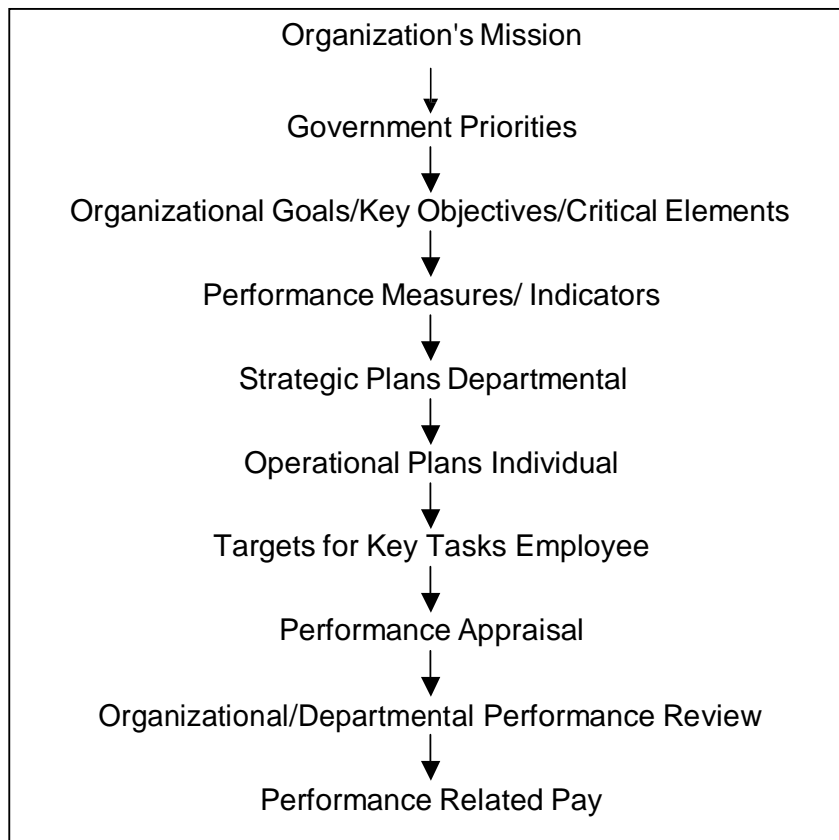 Organization's Mission
Government Priorities
Organizational Goals/Key Objectives/Critical Elements
Performance Measures/ Indicators
Strategic Plans Departmental
Operational Plans Individual
Targets for Key Tasks Employee
Performance Appraisal
Organizational/Departmental Performance Review
Performance Related Pay